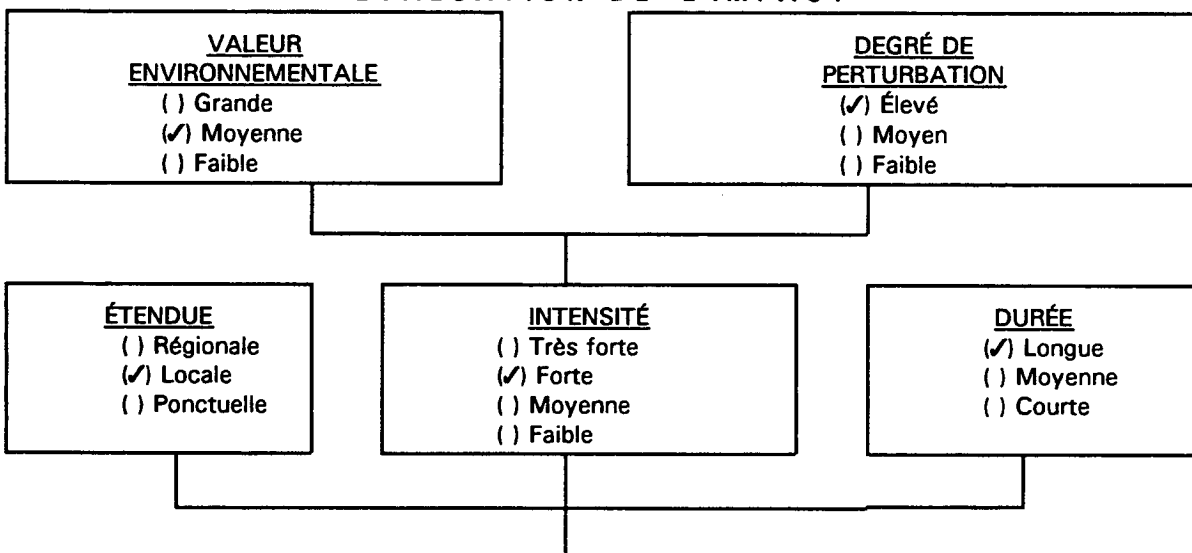 VALEUR
ENVIRONNEMENTALE
( ) Grande
(✓) Moyenne
( ) Faible
DEGRÉ DE
PERTURBATION
(✓) Élevé
( ) Moyen
( ) Faible
ÉTENDUE
( ) Régionale
(✓) Locale
( ) Ponctuelle
INTENSITÉ
( ) Très forte
(✓) Forte
( ) Moyenne
( ) Faible
DURÉE
(✓) Longue
( ) Moyenne
( ) Courte